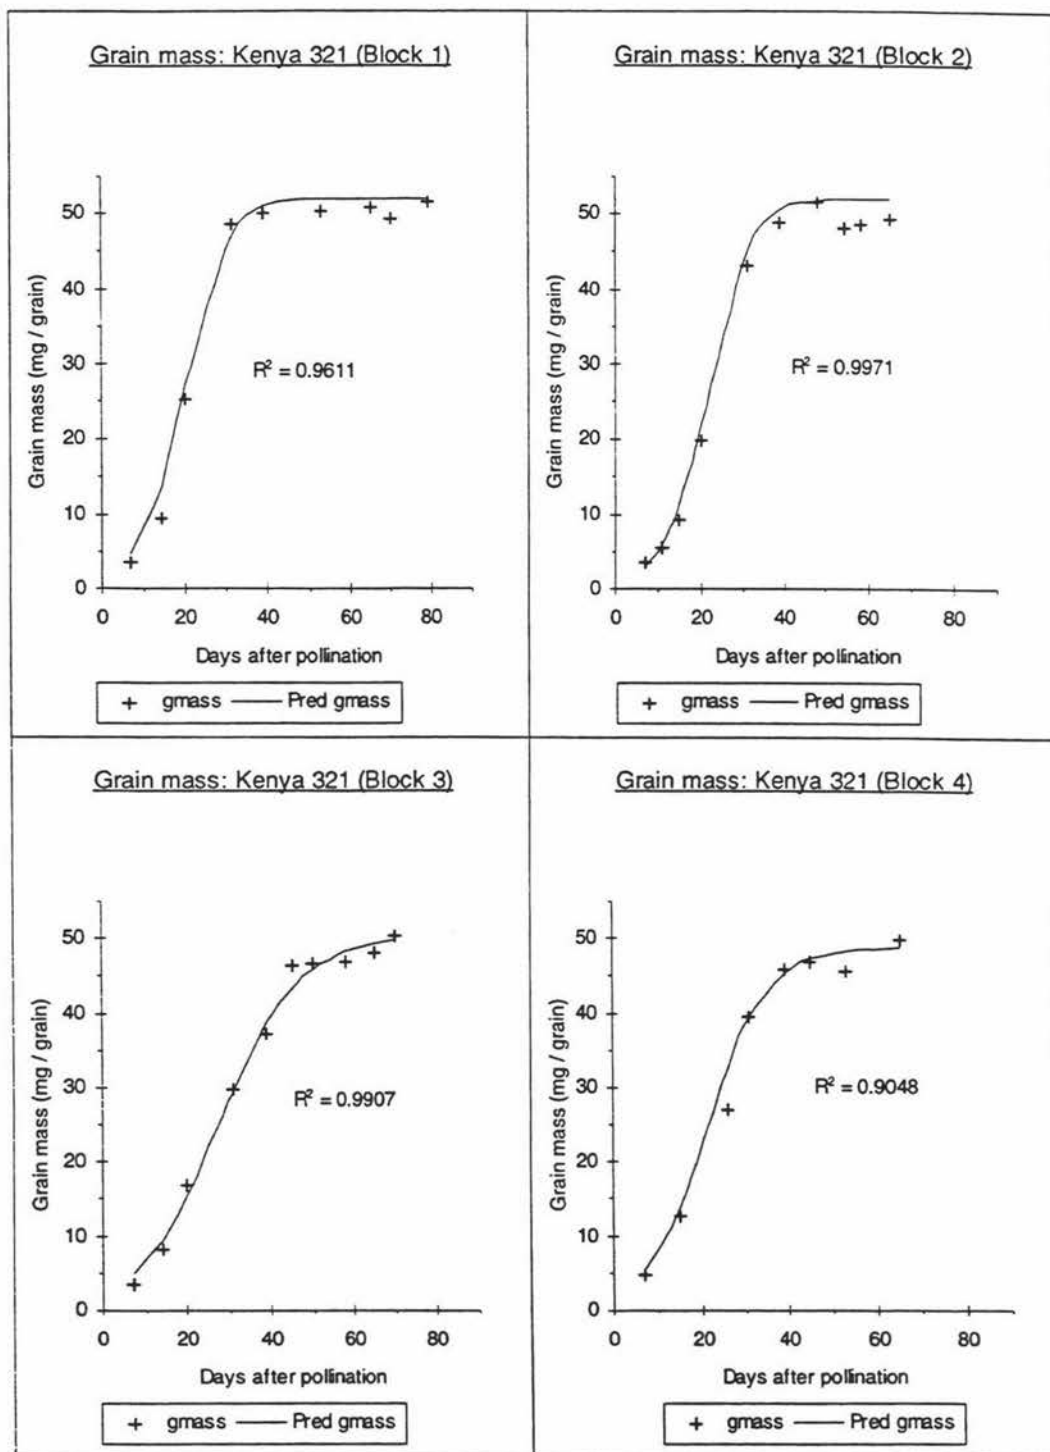 Grain mass: Kenya 321 (Block 1)
50
40
30
20
10
0
Grain mass (mg / grain)
R² = 0.9611
0 20 40 60 80
Days after pollination
+ gmass —— Pred gmass
Grain mass: Kenya 321 (Block 2)
50
40
30
20
10
0
Grain mass (mg / grain)
R² = 0.9971
0 20 40 60 80
Days after pollination
+ gmass —— Pred gmass
Grain mass: Kenya 321 (Block 3)
50
40
30
20
10
0
Grain mass (mg / grain)
R² = 0.9907
0 20 40 60 80
Days after pollination
+ gmass —— Pred gmass
Grain mass: Kenya 321 (Block 4)
50
40
30
20
10
0
Grain mass (mg / grain)
R² = 0.9048
0 20 40 60 80
Days after pollination
+ gmass —— Pred gmass